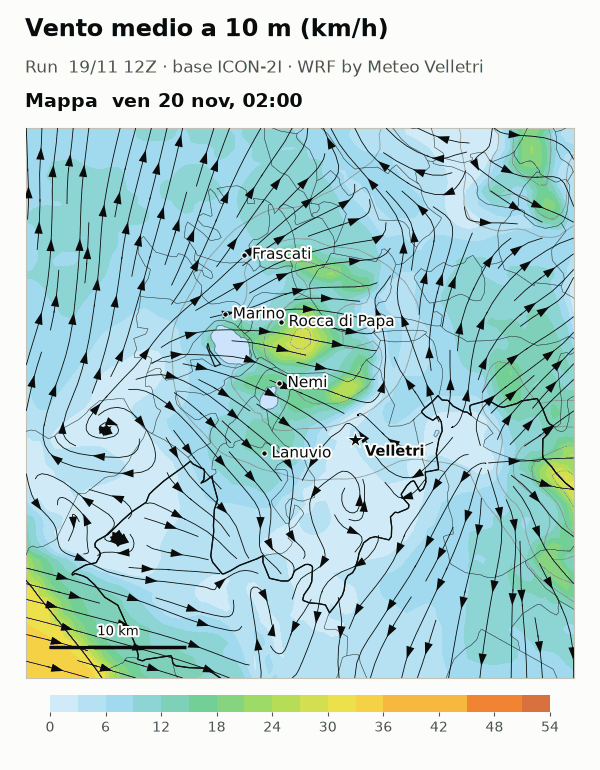 Vento medio a 10 m (km/h)
Run  19/11 12Z · base ICON-2I · WRF by Meteo Velletri
Mappa  ven 20 nov, 02:00
Frascati
Marino
Rocca di Papa
Nemi
Velletri
Lanuvio
10 km
0 6 12 18 24 30 36 42 48 54